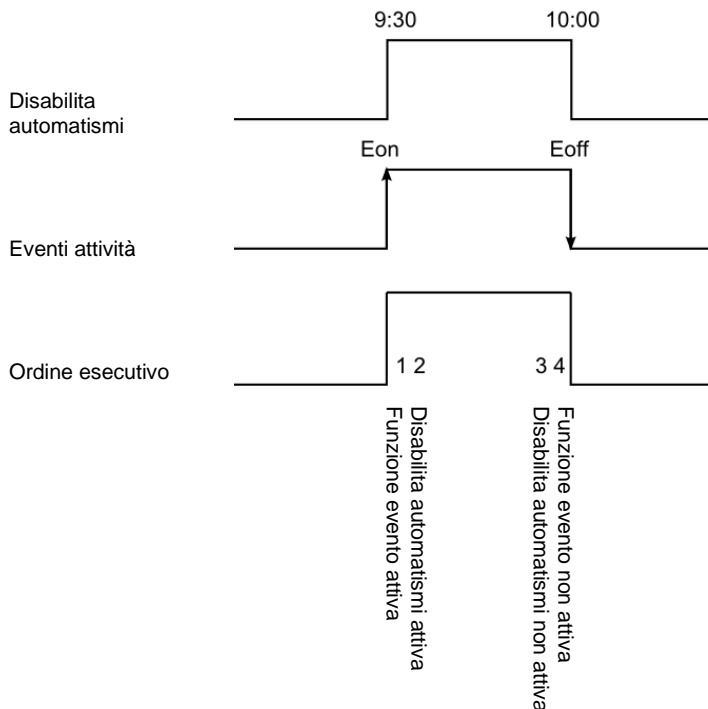 9:30 10:00
Disabilita
automatismi
Eon Eoff
Eventi attività
Ordine esecutivo
1 2 3 4
Funzione evento attiva
Disabilita automatismi attiva
Disabilita automatismi non attiva
Funzione evento non attiva